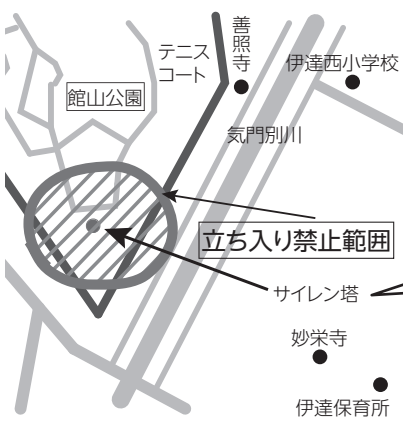 善照寺
テニス
コート
伊達西小学校
館山公園
気門別川
立ち入り禁止範囲
サイレン塔
妙栄寺
伊達保育所